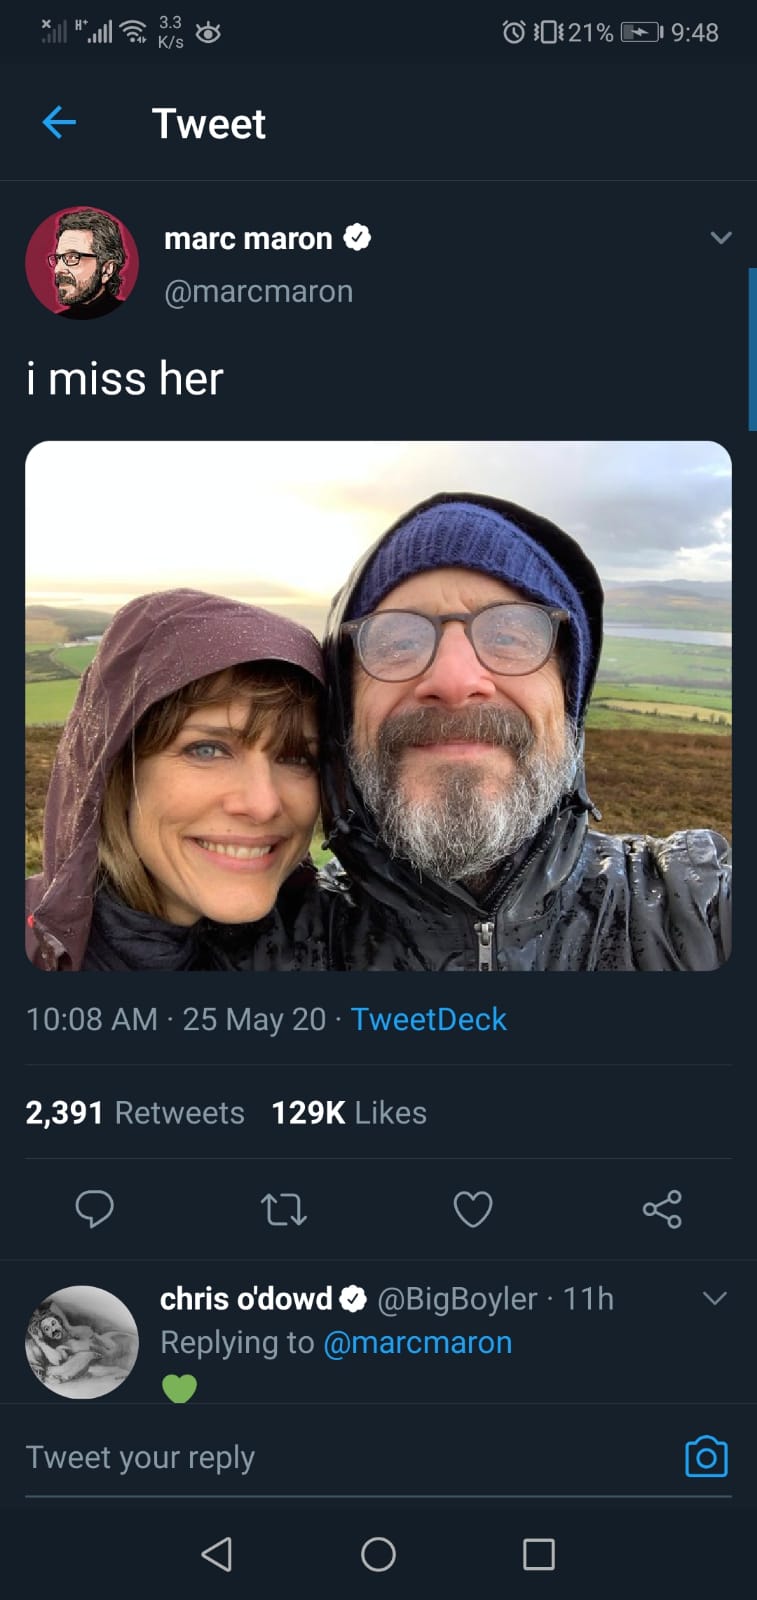 3.3
K/s
21%
9:48
Tweet
marc maron
@marcmaron
i miss her
10:08 AM · 25 May 20 · TweetDeck
2,391 Retweets 129K Likes
chris o'dowd @BigBoyler · 11h
Replying to @marcmaron
💚
Tweet your reply